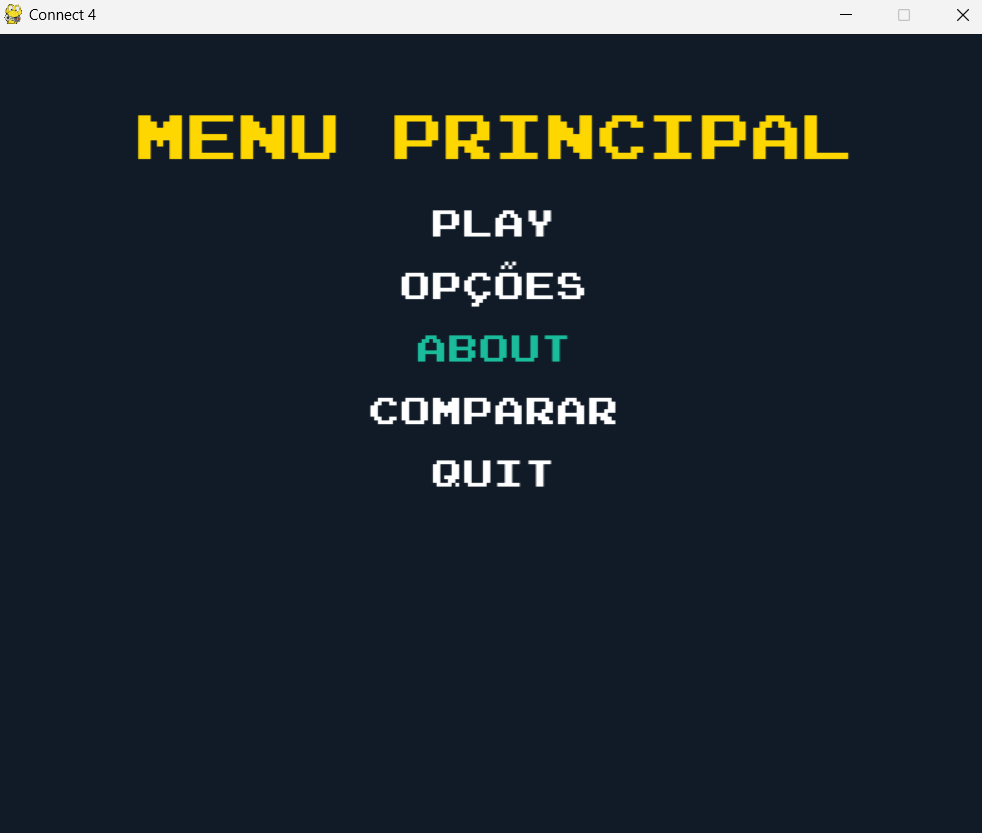 Connect 4
MENU PRINCIPAL
PLAY
OPÇÕES
ABOUT
COMPARAR
QUIT